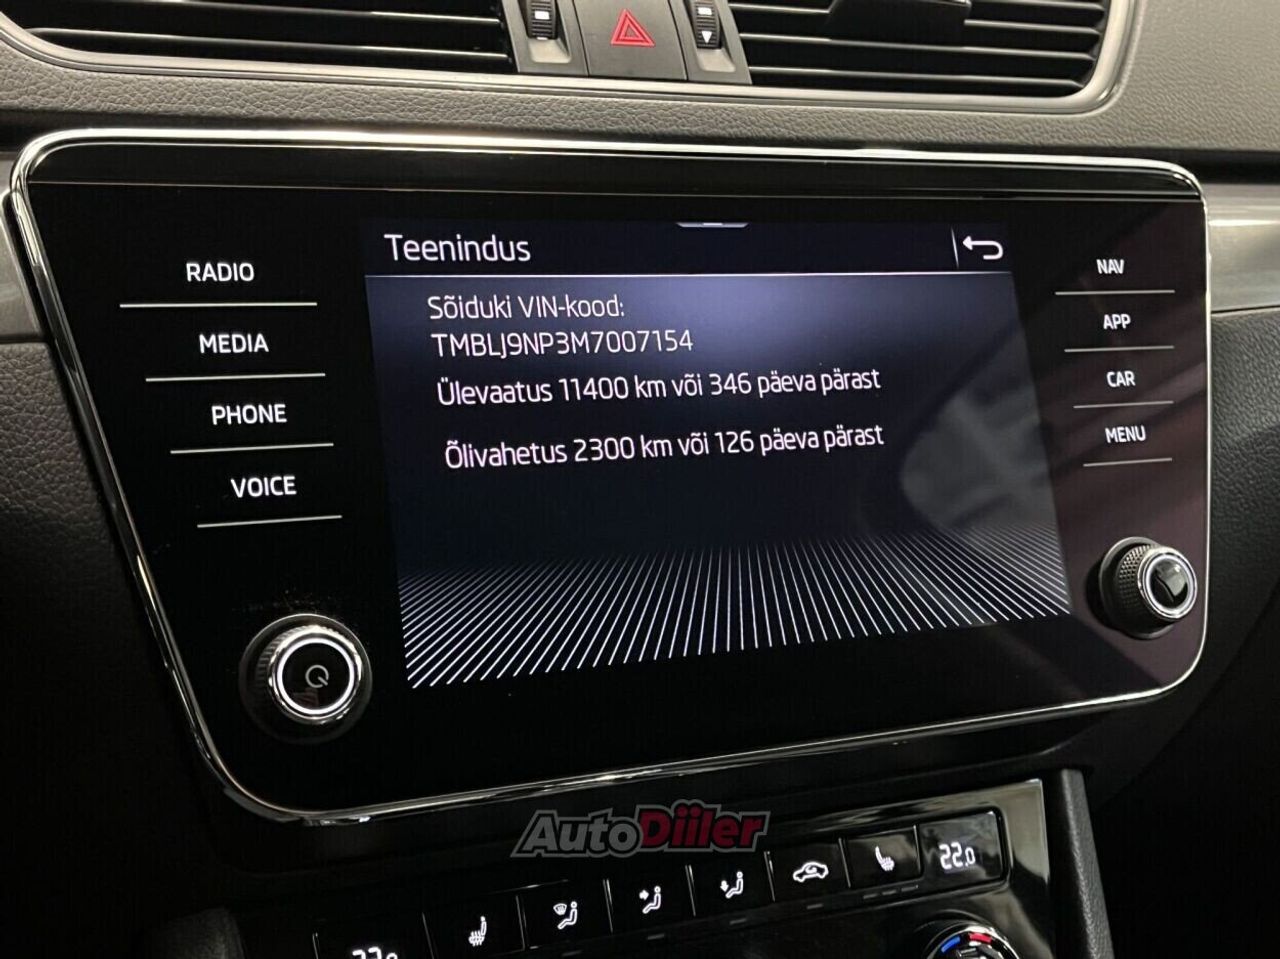 Teenindus
Sõiduki VIN-kood:
TMBLJ9NP3M7007154
Ülevaatus 11400 km või 346 päeva pärast
Õlivahetus 2300 km või 126 päeva pärast
RADIO
MEDIA
PHONE
VOICE
NAV
APP
CAR
MENU
AutoDiiler
22.0